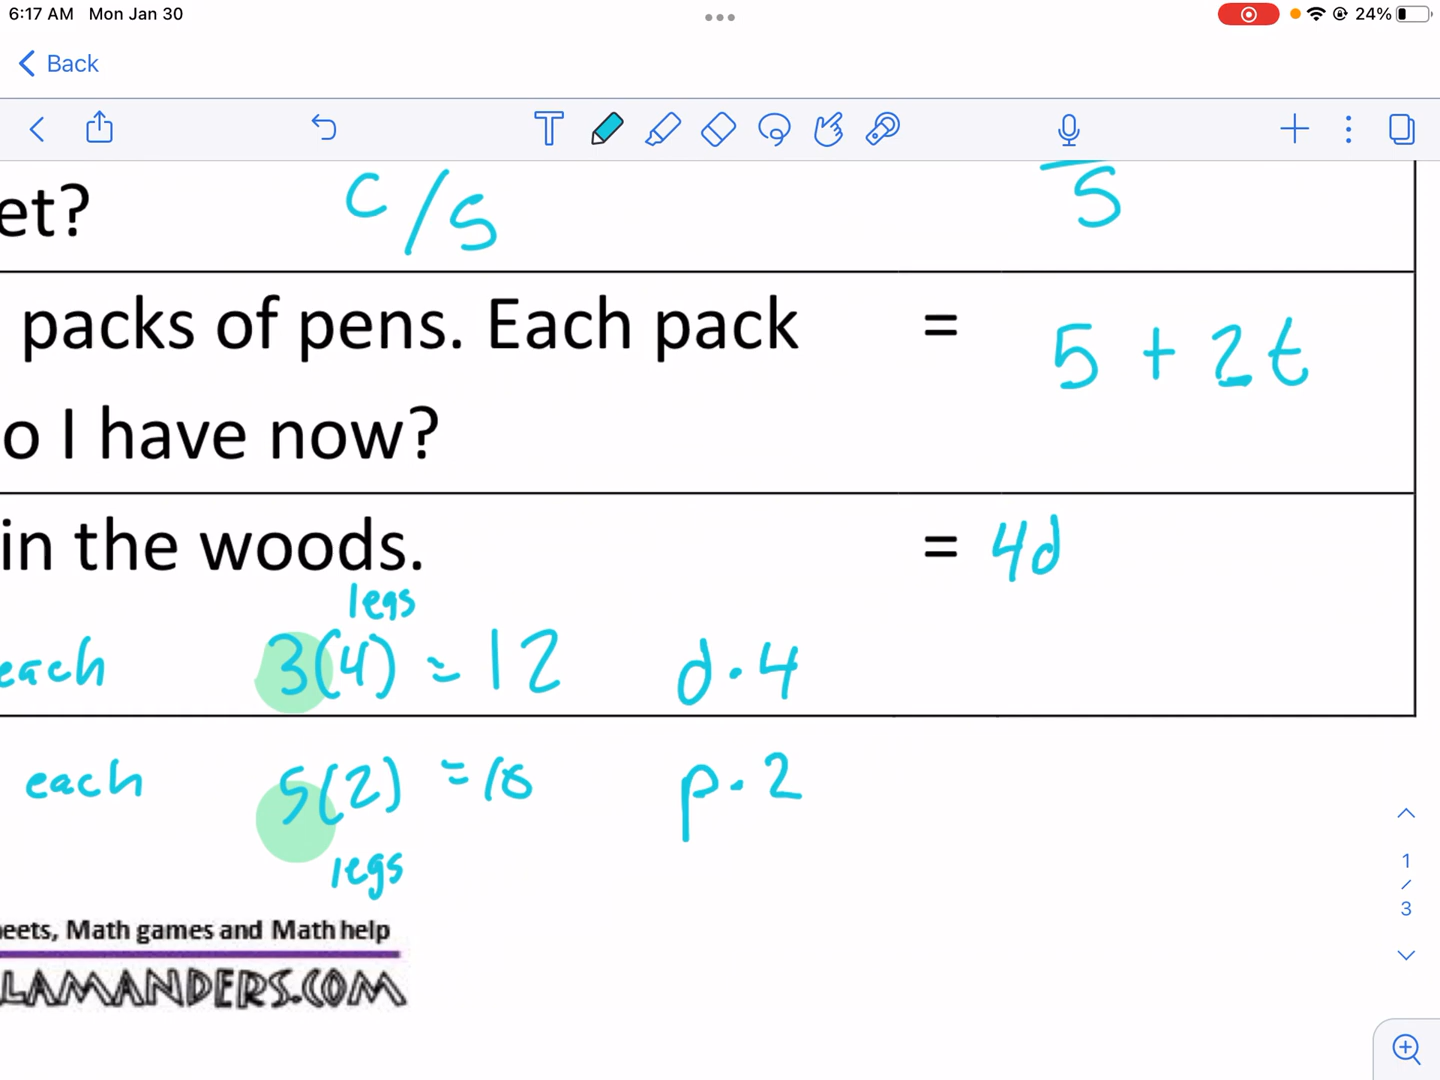 6:17 AM Mon Jan 30
24%
Back
et? c/s s
packs of pens. Each pack = 5 + 2t
o I have now?
in the woods. = 4d
legs
each 3(4) = 12 d · 4
each 5(2) = 10 p · 2
legs
1
/
3
eets, Math games and Math help
LAMANDERS.COM